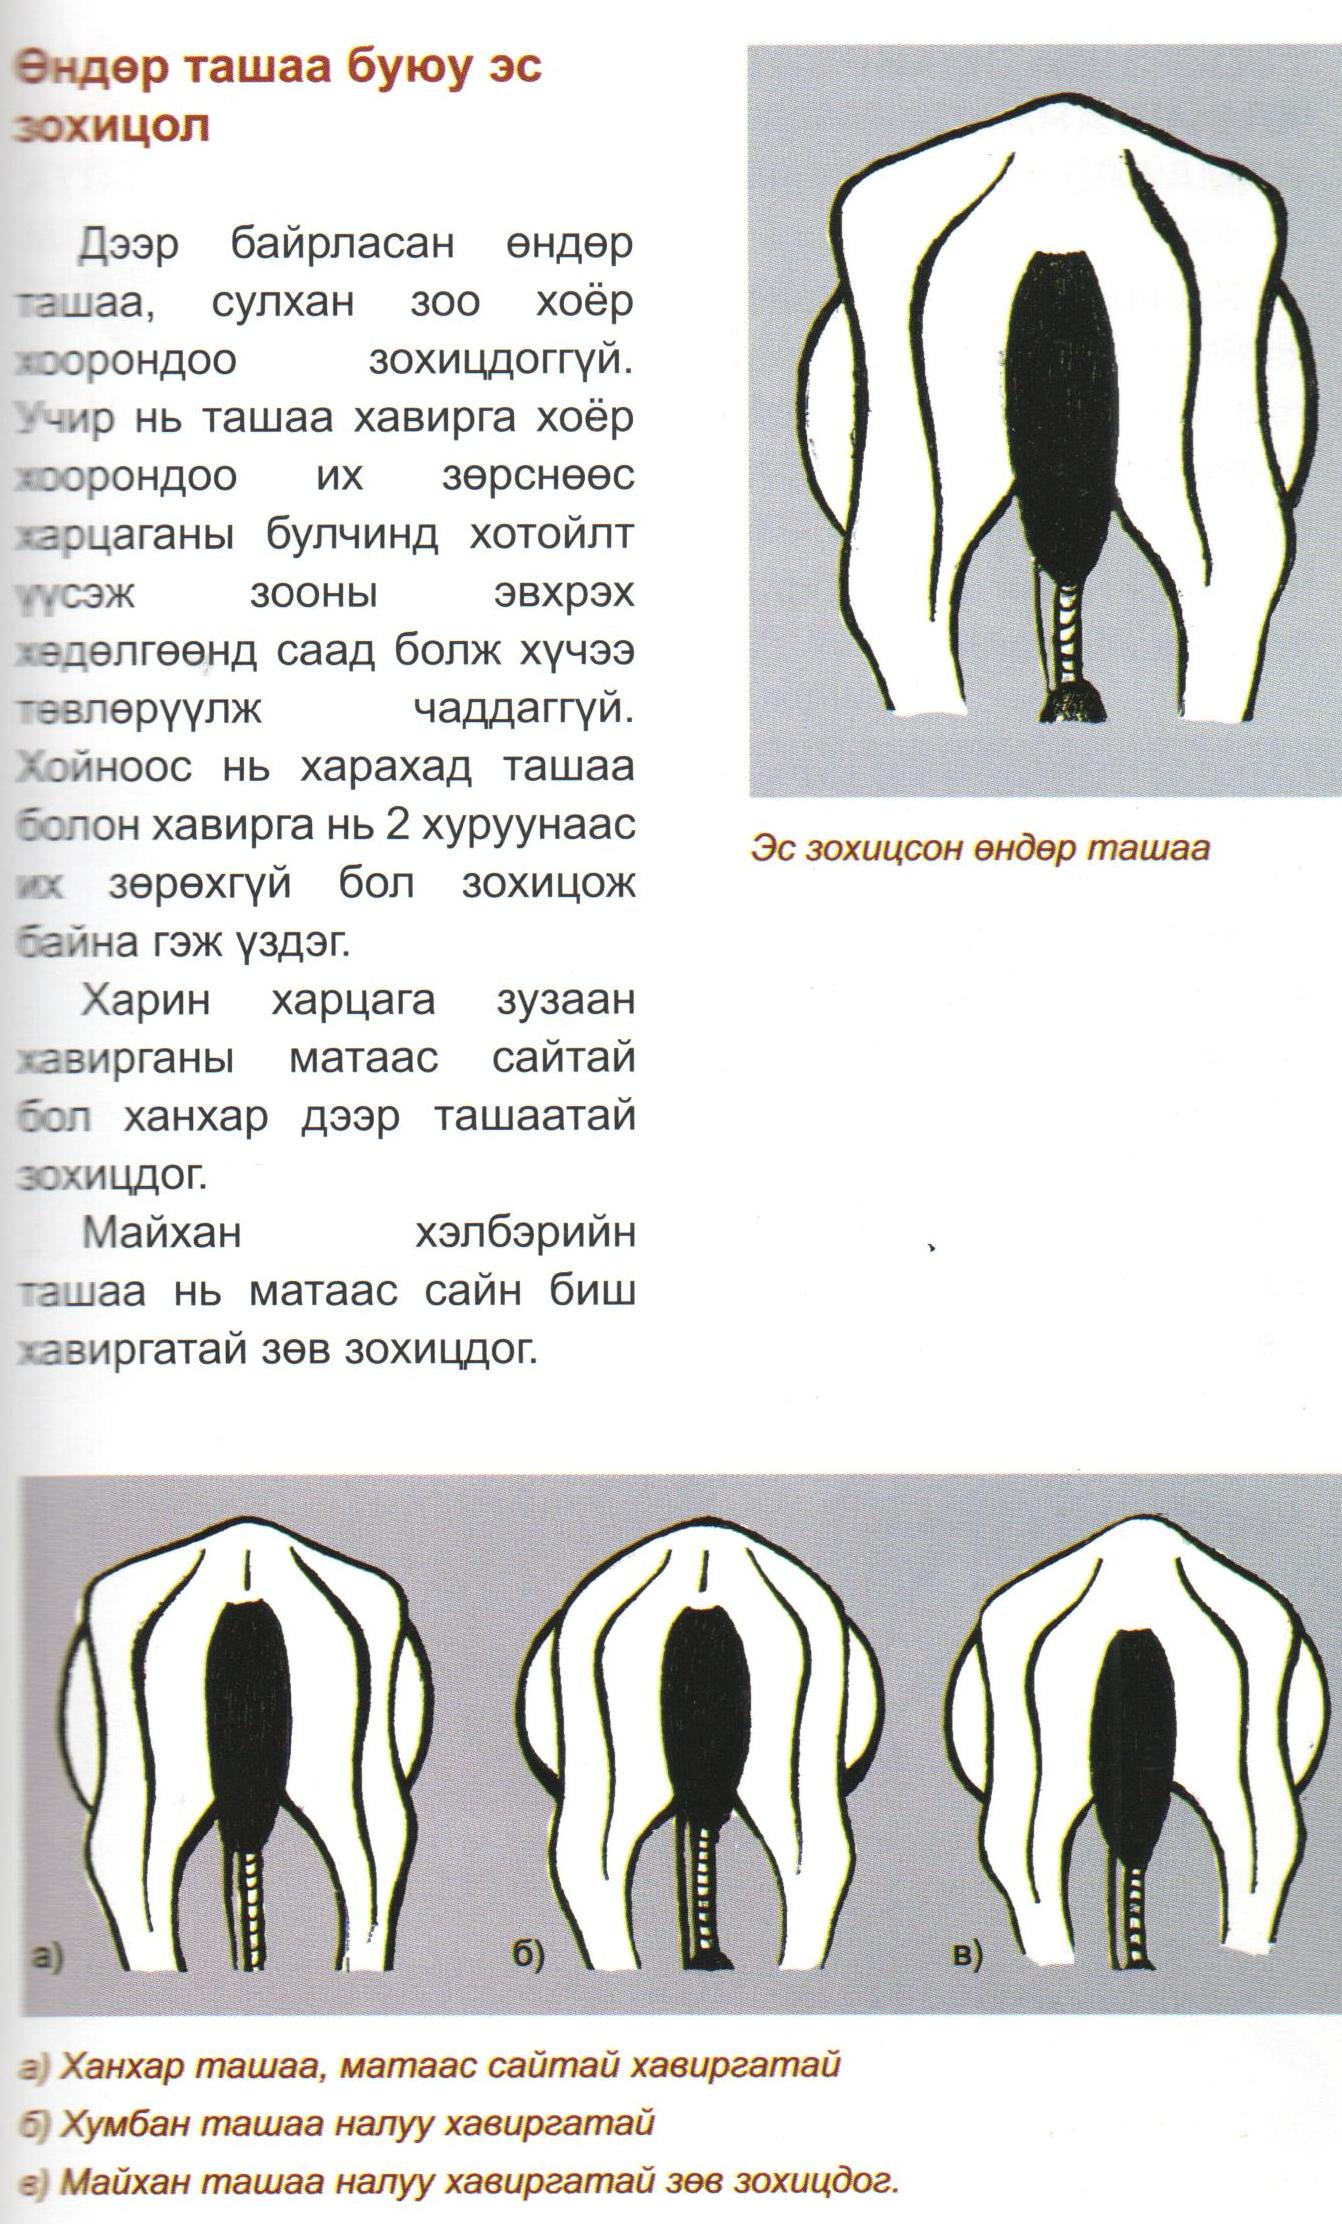 Өндөр ташаа буюу эс
зохицол
Дээр байрласан өндөр
ташаа, сулхан зоо хоёр
хоорондоо зохицдоггүй.
Учир нь ташаа хавирга хоёр
хоорондоо их зөрснөөс
харцаганы булчинд хотойлт
үүсэж зооны эвхрэх
хөдөлгөөнд саад болж хүчээ
төвлөрүүлж чаддаггүй.
Хойноос нь харахад ташаа
болон хавирга нь 2 хуруунаас
их зөрөхгүй бол зохицож
байна гэж үздэг.
Харин харцага зузаан
хавирганы матаас сайтай
бол ханхар дээр ташаатай
зохицдог.
Майхан хэлбэрийн
ташаа нь матаас сайн биш
хавиргатай зөв зохицдог.
Эс зохицсон өндөр ташаа
а)
б)
в)
а) Ханхар ташаа, матаас сайтай хавиргатай
б) Хумбан ташаа налуу хавиргатай
в) Майхан ташаа налуу хавиргатай зөв зохицдог.